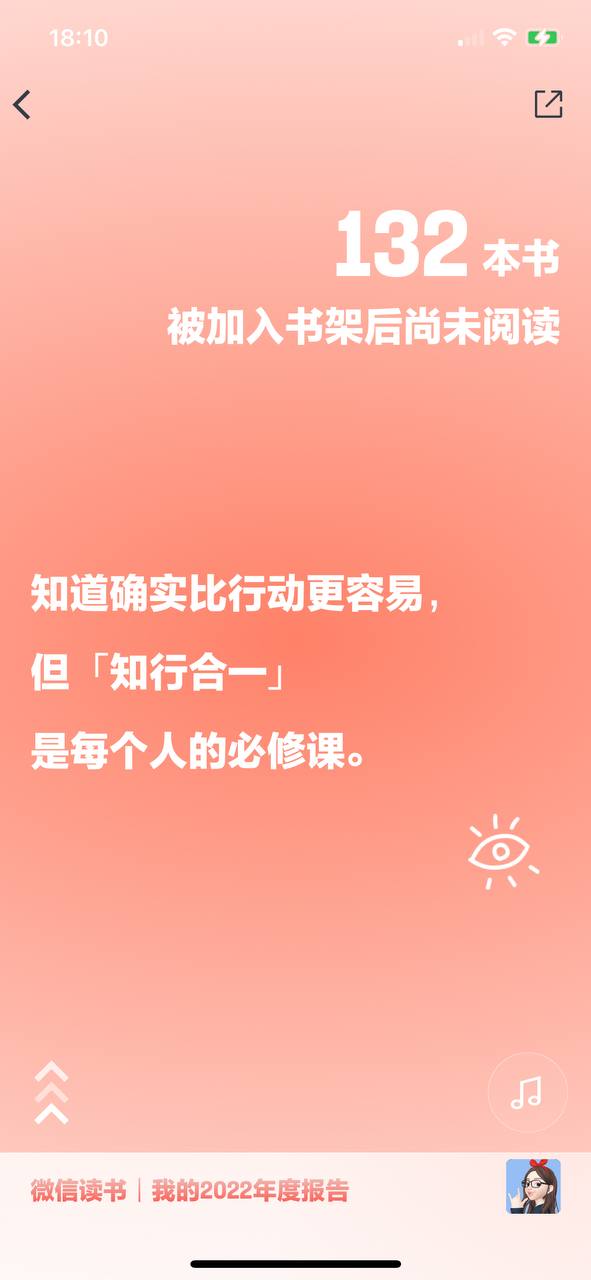 18:10
132 本书
被加入书架后尚未阅读
知道确实比行动更容易，
但「知行合一」
是每个人的必修课。
微信读书｜我的2022年度报告